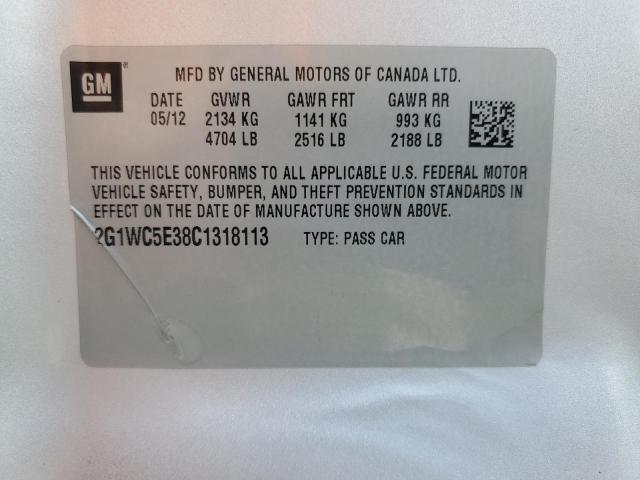 GM®
MFD BY GENERAL MOTORS OF CANADA LTD.
DATE GVWR GAWR FRT GAWR RR
05/12 2134 KG 1141 KG 993 KG
4704 LB 2516 LB 2188 LB
THIS VEHICLE CONFORMS TO ALL APPLICABLE U.S. FEDERAL MOTOR
VEHICLE SAFETY, BUMPER, AND THEFT PREVENTION STANDARDS IN
EFFECT ON THE DATE OF MANUFACTURE SHOWN ABOVE.
2G1WC5E38C1318113 TYPE: PASS CAR